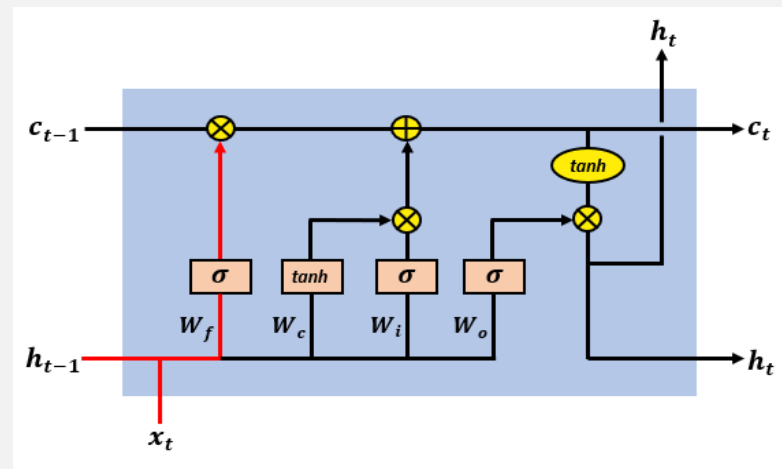 h_t
c_{t-1} c_t
tanh
σ tanh σ σ
W_f W_c W_i W_o
h_{t-1} h_t
x_t